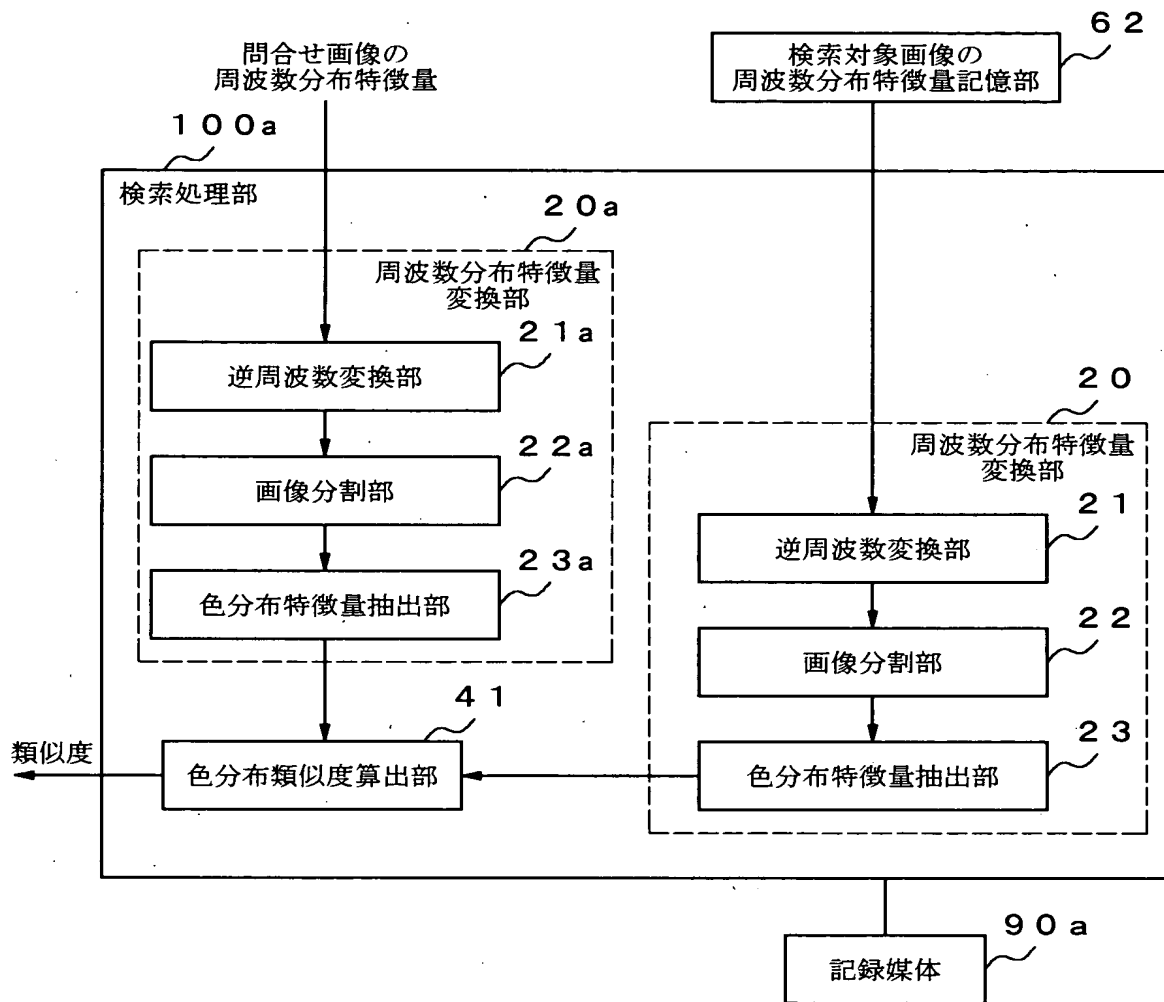 問合せ画像の
周波数分布特徴量
６２
検索対象画像の
周波数分布特徴量記憶部
１００a
検索処理部
２０a
周波数分布特徴量
変換部
２１a
逆周波数変換部
２２a
画像分割部
２３a
色分布特徴量抽出部
２０
周波数分布特徴量
変換部
２１
逆周波数変換部
２２
画像分割部
２３
色分布特徴量抽出部
４１
色分布類似度算出部
類似度
９０a
記録媒体